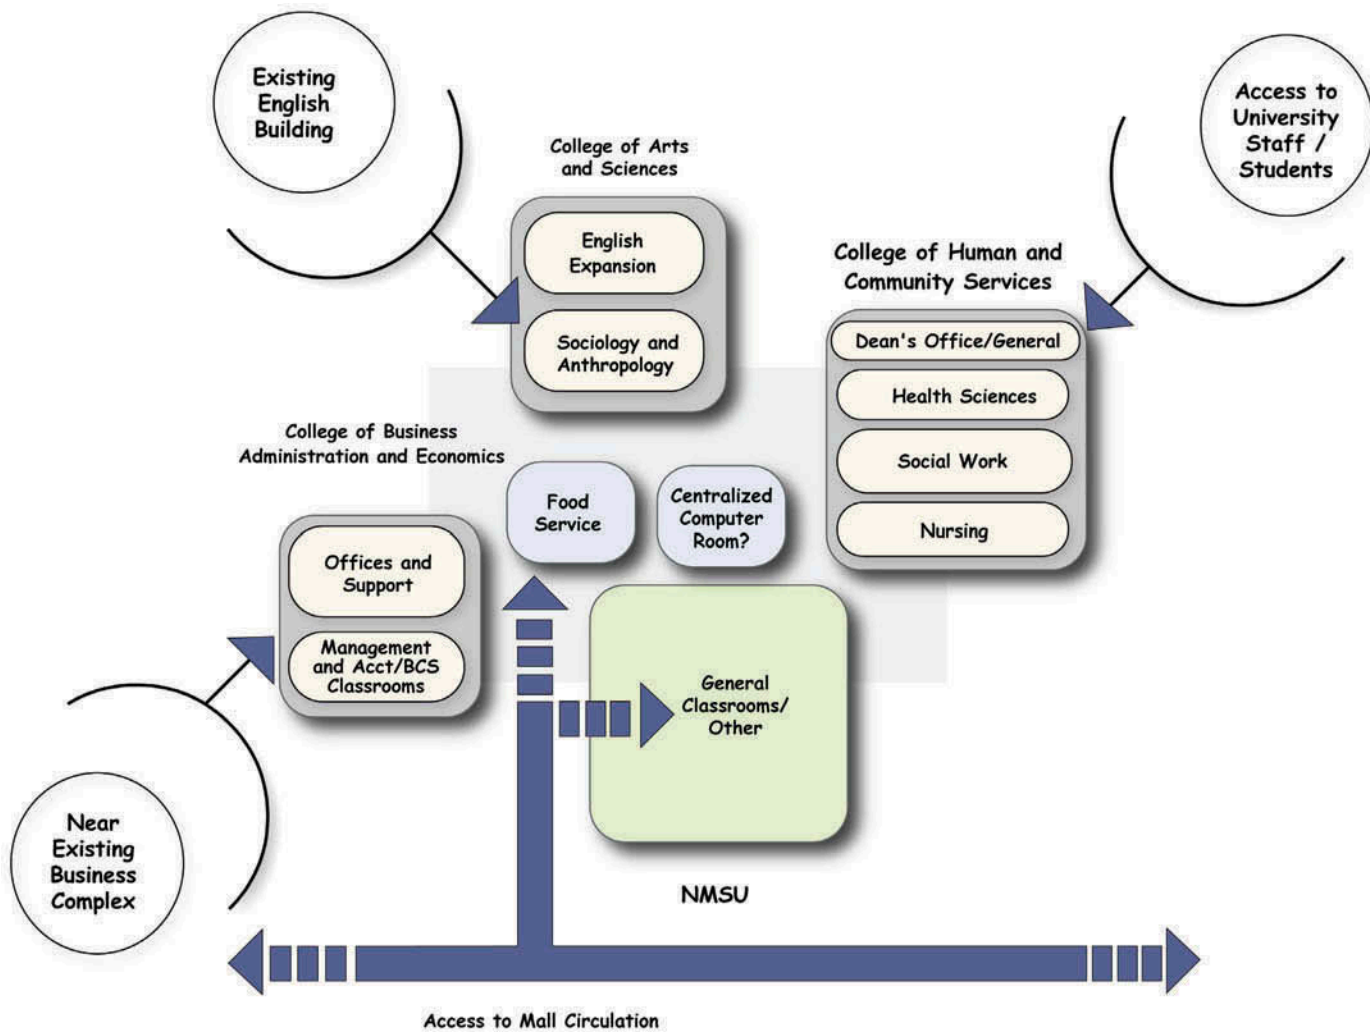 Existing
English
Building
Access to
University
Staff /
Students
College of Arts
and Sciences
English
Expansion
Sociology and
Anthropology
College of Human and
Community Services
Dean's Office/General
Health Sciences
Social Work
Nursing
College of Business
Administration and Economics
Offices and
Support
Management
and Acct/BCS
Classrooms
Food
Service
Centralized
Computer
Room?
General
Classrooms/
Other
Near
Existing
Business
Complex
NMSU
Access to Mall Circulation